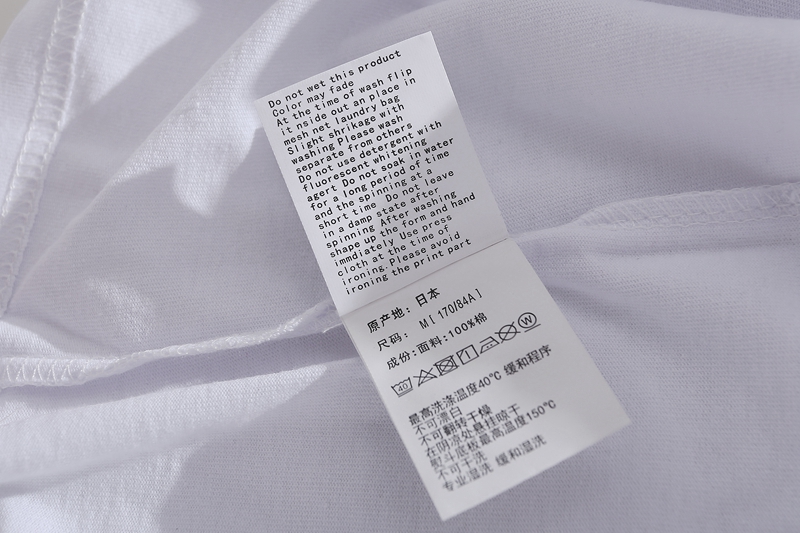 Do not wet this product
Color may fade
At the time of wash flip
it nside out an place in
mesh net laundry bag
Slight shrikage with
washing Please wash
separate from others
Do not use detergent with
fluorescent whitening
agert Do not soak in water
for a long period of time
and the spinning at a
short time Do not leave
in a damp state after
spinning After washing
shape up the form and hand
immdiately Use press
cloth at the time of
ironing. Please avoid
ironing the print part
原产地: 日本
尺码: M[170/84A]
成份:面料:100%棉
40 W
最高洗涤温度40℃ 缓和程序
不可漂白
不可翻转干燥
在阴凉处悬挂晾干
熨斗底板最高温度150℃
不可干洗
专业湿洗 缓和湿洗